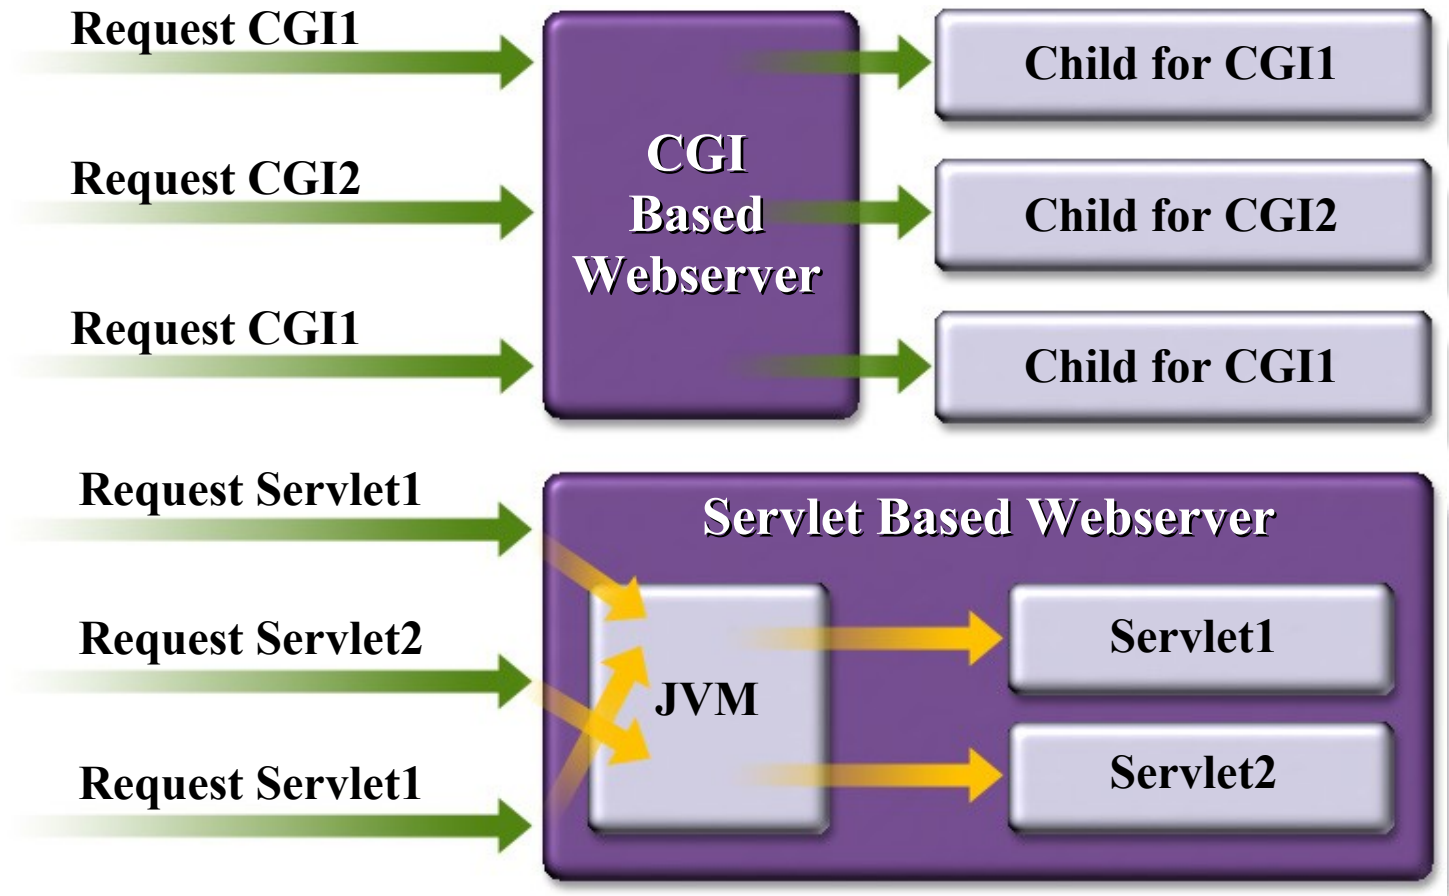 Request CGI1
Child for CGI1
CGI
Based
Webserver
Request CGI2
Child for CGI2
Request CGI1
Child for CGI1
Request Servlet1
Servlet Based Webserver
Request Servlet2
JVM
Servlet1
Request Servlet1
Servlet2